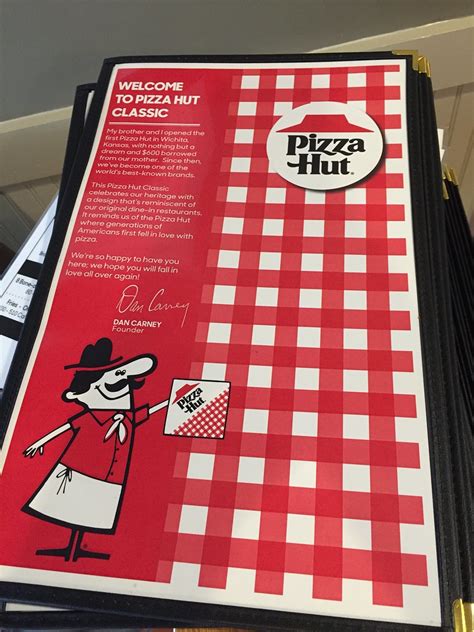 WELCOME
TO PIZZA HUT
CLASSIC
My brother and I opened the
first Pizza Hut in Wichita,
Kansas, with nothing but a
dream and $600 borrowed
from our mother. Since then,
we've become one of the
world's best-known brands.
This Pizza Hut Classic
celebrates our heritage with
a design that's reminiscent of
our original dine-in restaurants.
It reminds us of the Pizza Hut
where generations of
Americans first fell in love with
pizza.
We're so happy to have you
here; we hope you will fall in
love all over again!
Dan Carney
DAN CARNEY
Founder
Pizza
Hut®
Pizza
Hut